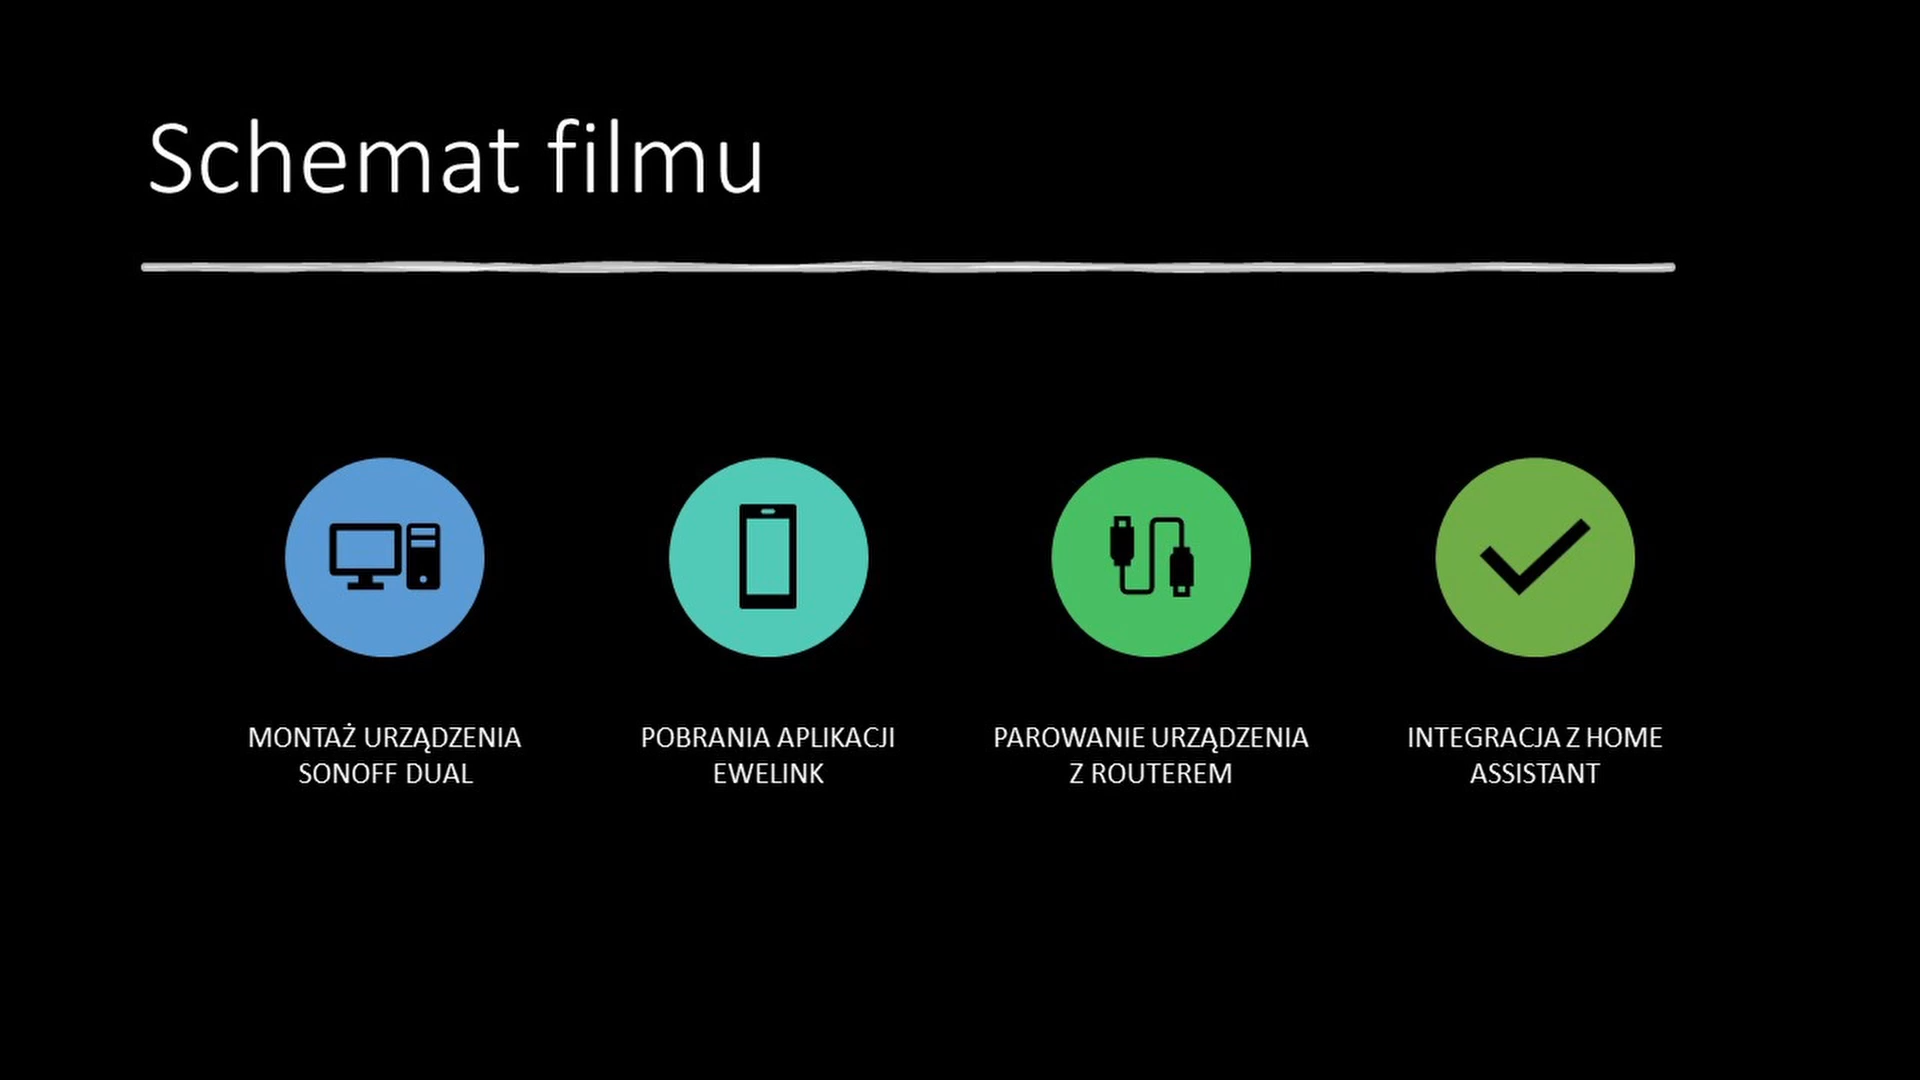 Schemat filmu
MONTAŻ URZĄDZENIA
SONOFF DUAL
POBRANIA APLIKACJI
EWELINK
PAROWANIE URZĄDZENIA
Z ROUTEREM
INTEGRACJA Z HOME
ASSISTANT